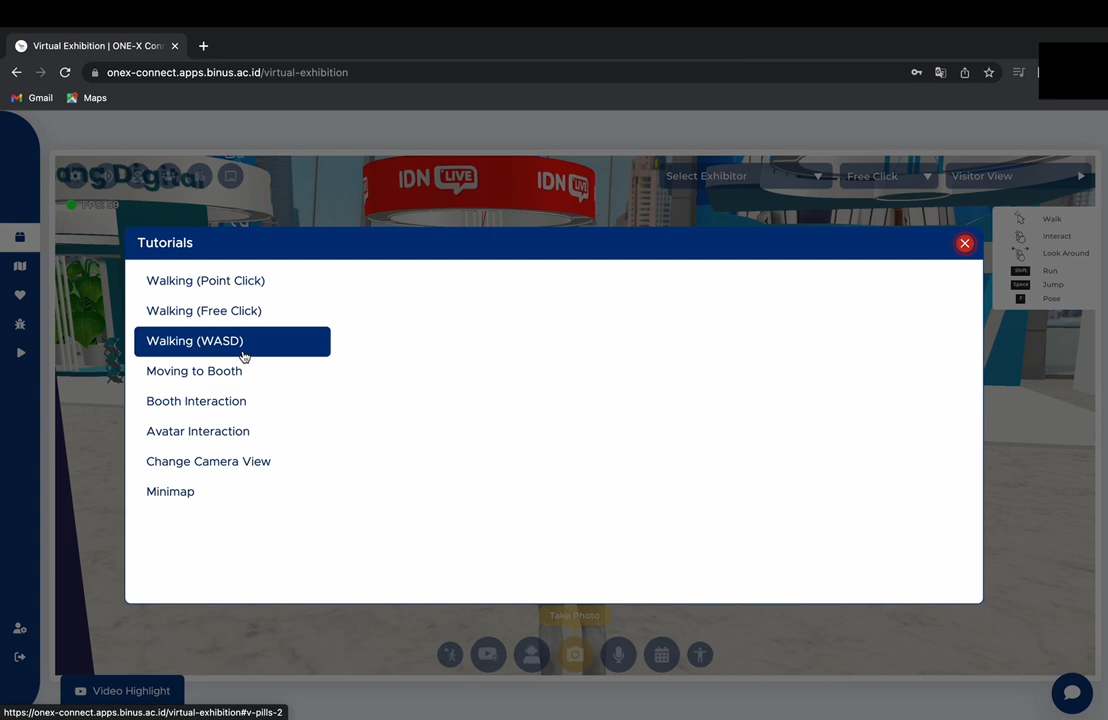 Virtual Exhibition | ONE-X Con
onex-connect.apps.binus.ac.id/virtual-exhibition
Gmail
Maps
ang Digital.
IDN LIVE
IDN LIVE
Select Exhibitor
Free Click
Visitor View
Walk
Interact
Look Around
Shift
Run
Space
Jump
F
Pose
Tutorials
Walking (Point Click)
Walking (Free Click)
Walking (WASD)
Moving to Booth
Booth Interaction
Avatar Interaction
Change Camera View
Minimap
Take Photo
Video Highlight
https://onex-connect.apps.binus.ac.id/virtual-exhibition#v-pills-2